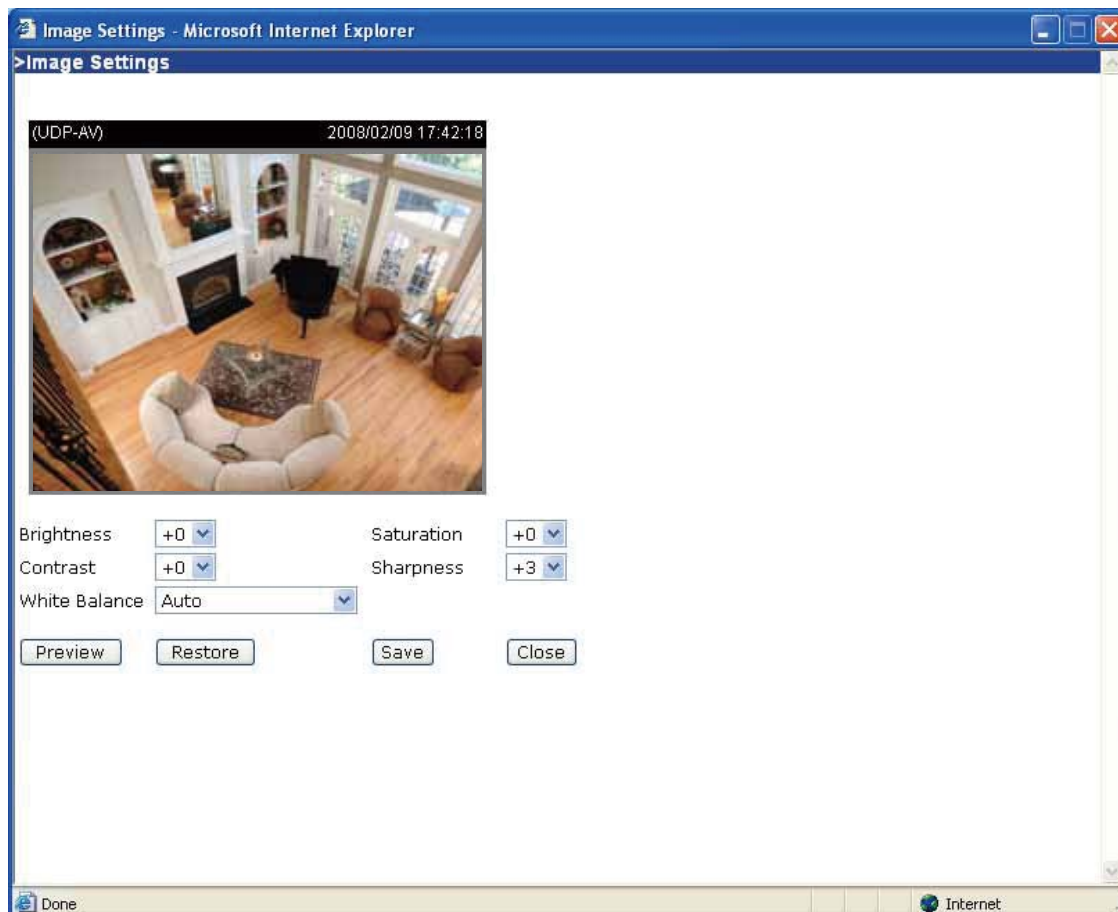 Image Settings - Microsoft Internet Explorer
>Image Settings
(UDP-AV) 2008/02/09 17:42:18
Brightness +0 Saturation +0
Contrast +0 Sharpness +3
White Balance Auto
Preview Restore Save Close
Done Internet